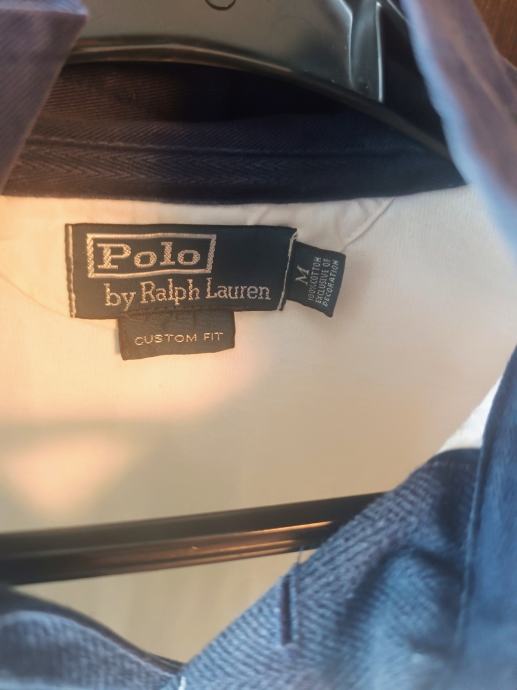 Polo
by Ralph Lauren
CUSTOM FIT
M
100% COTTON
EXCLUSIVE OF
DECORATION